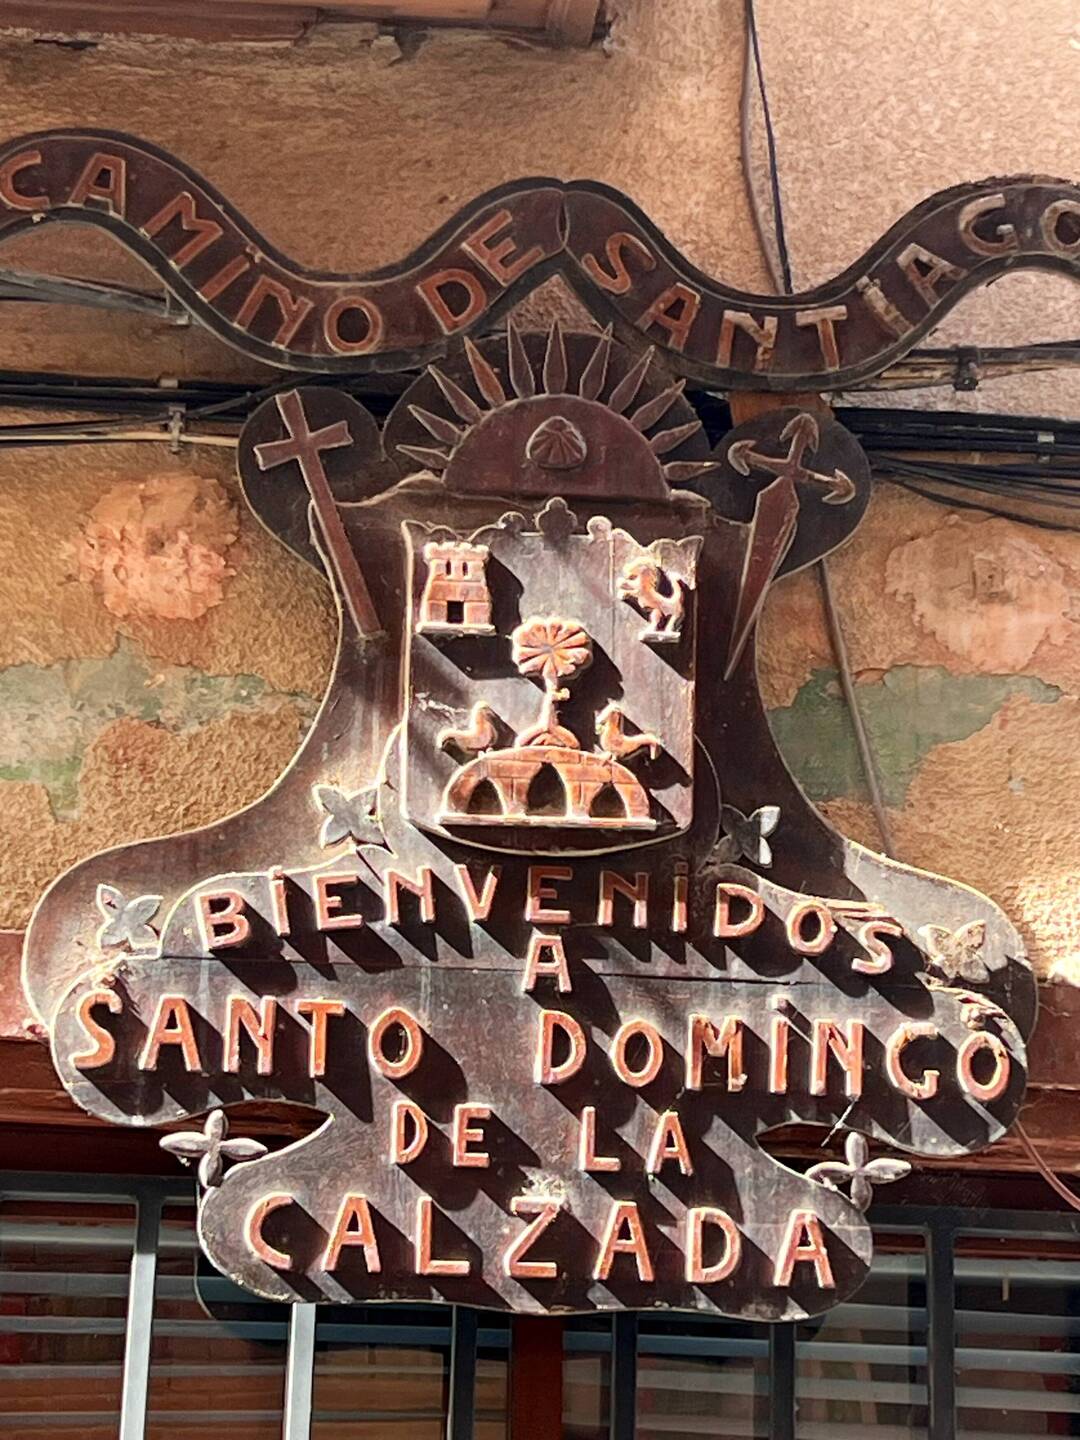 CAMINO DE SANTIAGO
BIENVENIDOS
A
SANTO DOMINGO
DE LA
CALZADA